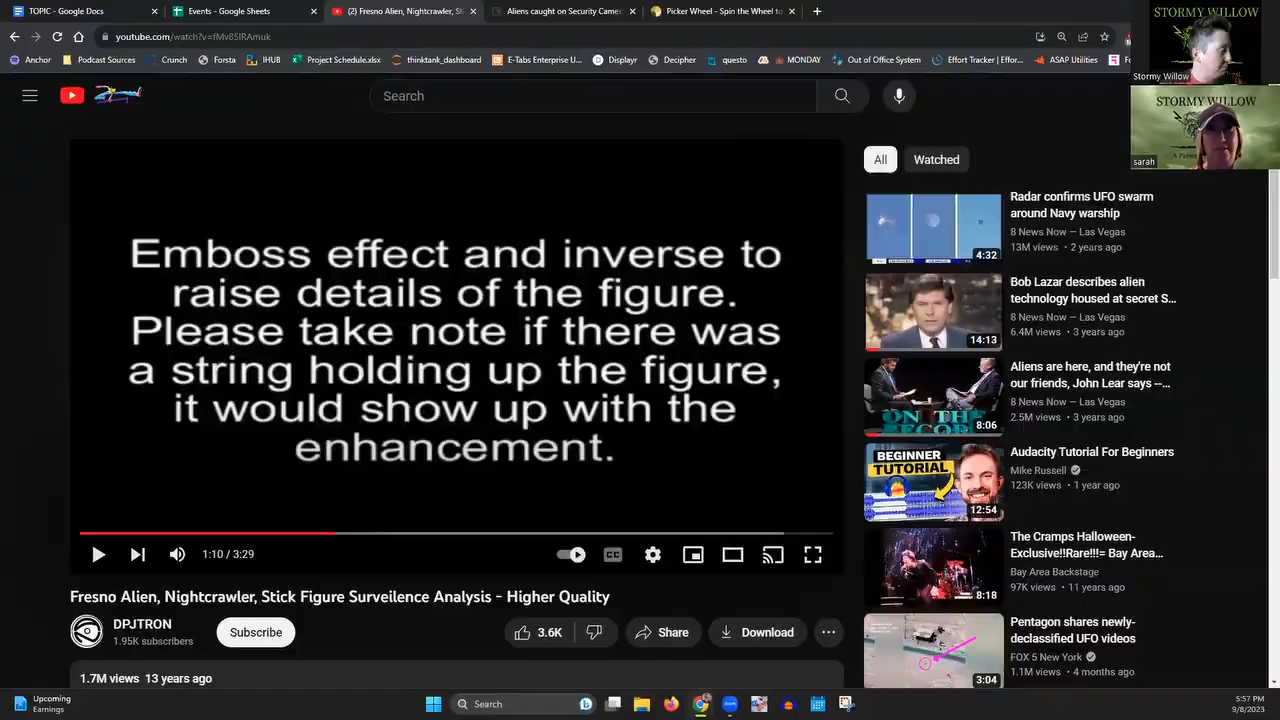 TOPIC - Google Docs
Events - Google Sheets
(2) Fresno Alien, Nightcrawler, St
Aliens caught on Security Camer
Picker Wheel - Spin the Wheel to
youtube.com/watch?v=fMv85IRAmuk
Anchor
Podcast Sources
Crunch
Forsta
IHUB
Project Schedule.xlsx
thinktank_dashboard
E-Tabs Enterprise U...
Displayr
Decipher
questo
MONDAY
Out of Office System
Effort Tracker | Effor...
ASAP Utilities
STORMY WILLOW
Stormy Willow
STORMY WILLOW
sarah
Search
All
Watched
Emboss effect and inverse to
raise details of the figure.
Please take note if there was
a string holding up the figure,
it would show up with the
enhancement.
1:10 / 3:29
CC
Fresno Alien, Nightcrawler, Stick Figure Surveilence Analysis - Higher Quality
DPJTRON
1.95K subscribers
Subscribe
3.6K
Share
Download
1.7M views 13 years ago
Radar confirms UFO swarm
around Navy warship
8 News Now — Las Vegas
13M views • 2 years ago
4:32
Bob Lazar describes alien
technology housed at secret S...
8 News Now — Las Vegas
6.4M views • 3 years ago
14:13
Aliens are here, and they're not
our friends, John Lear says --...
8 News Now — Las Vegas
2.5M views • 3 years ago
ON THE
RECORD
8:06
Audacity Tutorial For Beginners
Mike Russell
123K views • 1 year ago
BEGINNER
TUTORIAL
12:54
The Cramps Halloween-
Exclusive!!Rare!!!= Bay Area...
Bay Area Backstage
97K views • 11 years ago
8:18
Pentagon shares newly-
declassified UFO videos
FOX 5 New York
1.1M views • 4 months ago
3:04
Upcoming
Earnings
Search
5:57 PM
9/8/2023